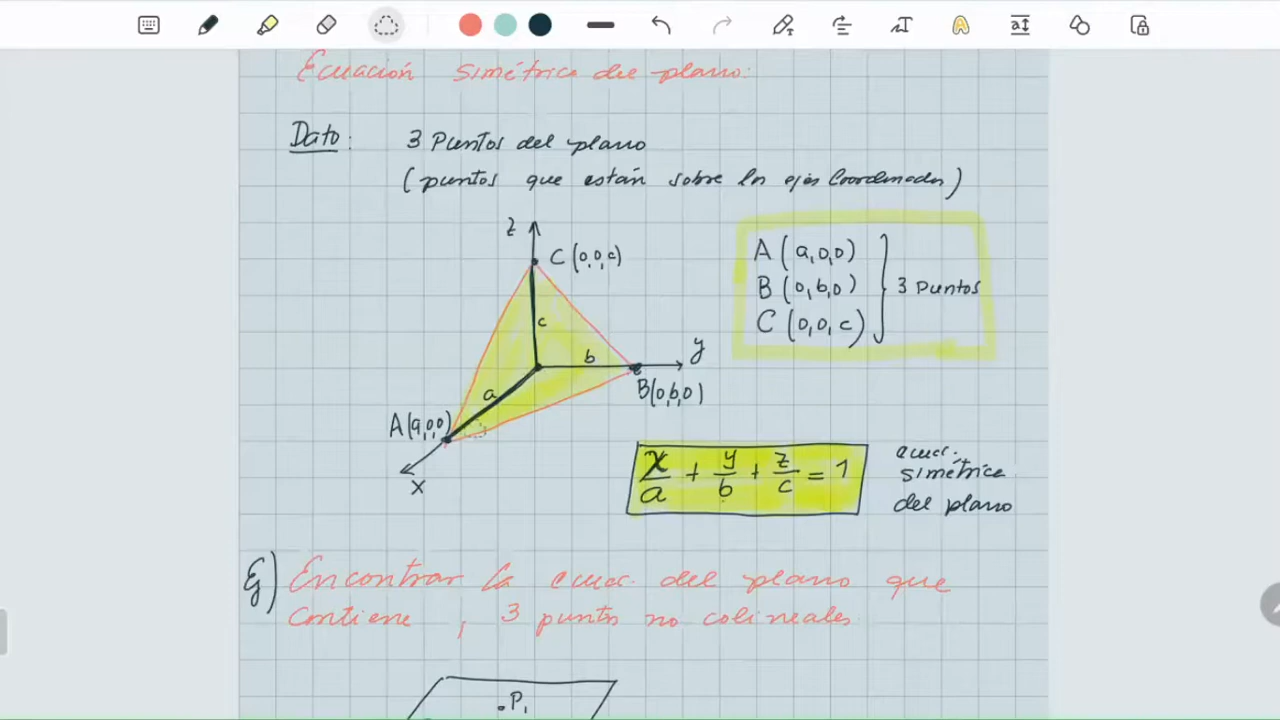 Ecuación simétrica del plano:
Dato: 3 Puntos del plano
(puntos que están sobre los ejes Coordenados)
z
C (0,0,c)
c
b
y
a
B(0,b,0)
A(a,0,0)
x
A (a,0,0)
B (0,b,0)
C (0,0,c)
3 Puntos
x/a + y/b + z/c = 1
ecuac.
simétrica
del plano
Ej) Encontrar la ecuac. del plano que
contiene, 3 puntos no colineales
.P₁